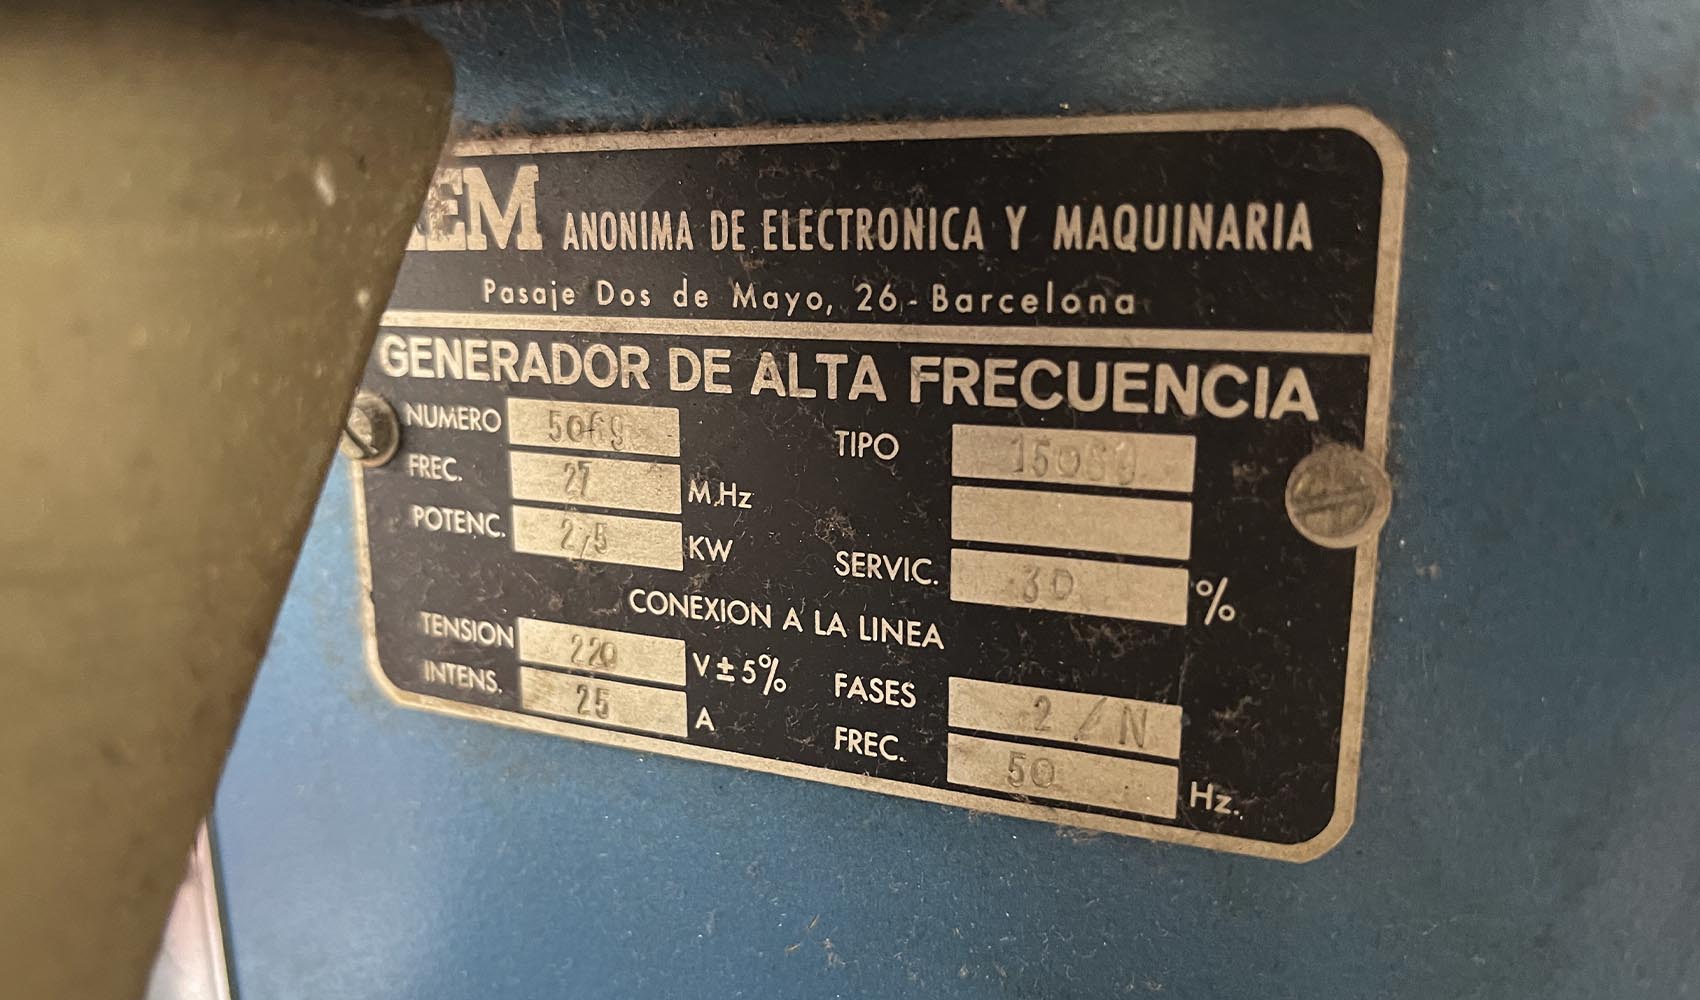 AEM ANONIMA DE ELECTRONICA Y MAQUINARIA
Pasaje Dos de Mayo, 26 - Barcelona
GENERADOR DE ALTA FRECUENCIA
NUMERO 5069 TIPO
FREC. 27 M.Hz
POTENC. 2,5 KW SERVIC. 30 %
CONEXION A LA LINEA
TENSION 220 V ± 5% FASES 2/N
INTENS. 25 A FREC. 50 Hz.